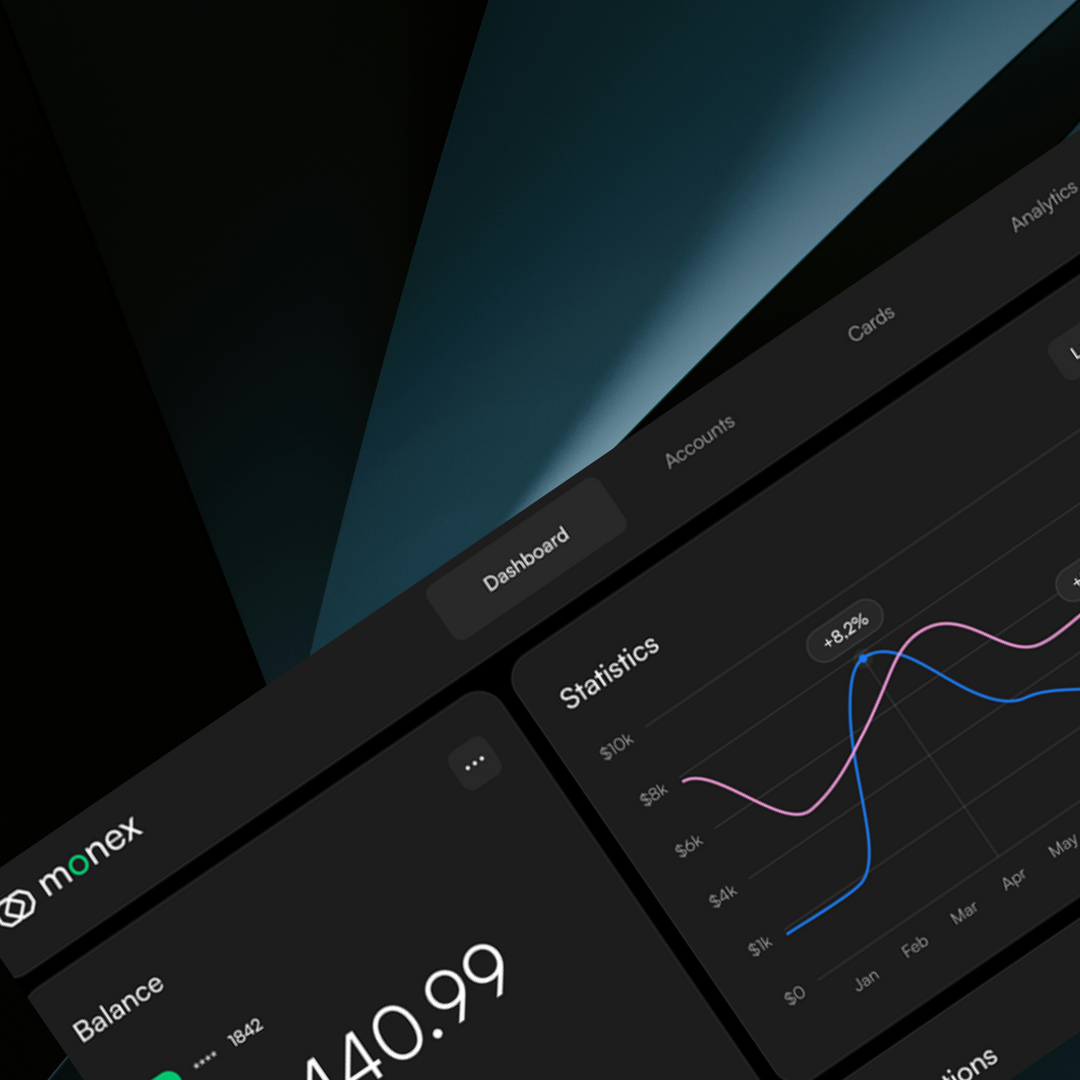 monex
Dashboard
Accounts
Cards
Analytics
Balance
**** 1842
440.99
Statistics
+8.2%
$10k
$8k
$6k
$4k
$1k
$0
Jan Feb Mar Apr May